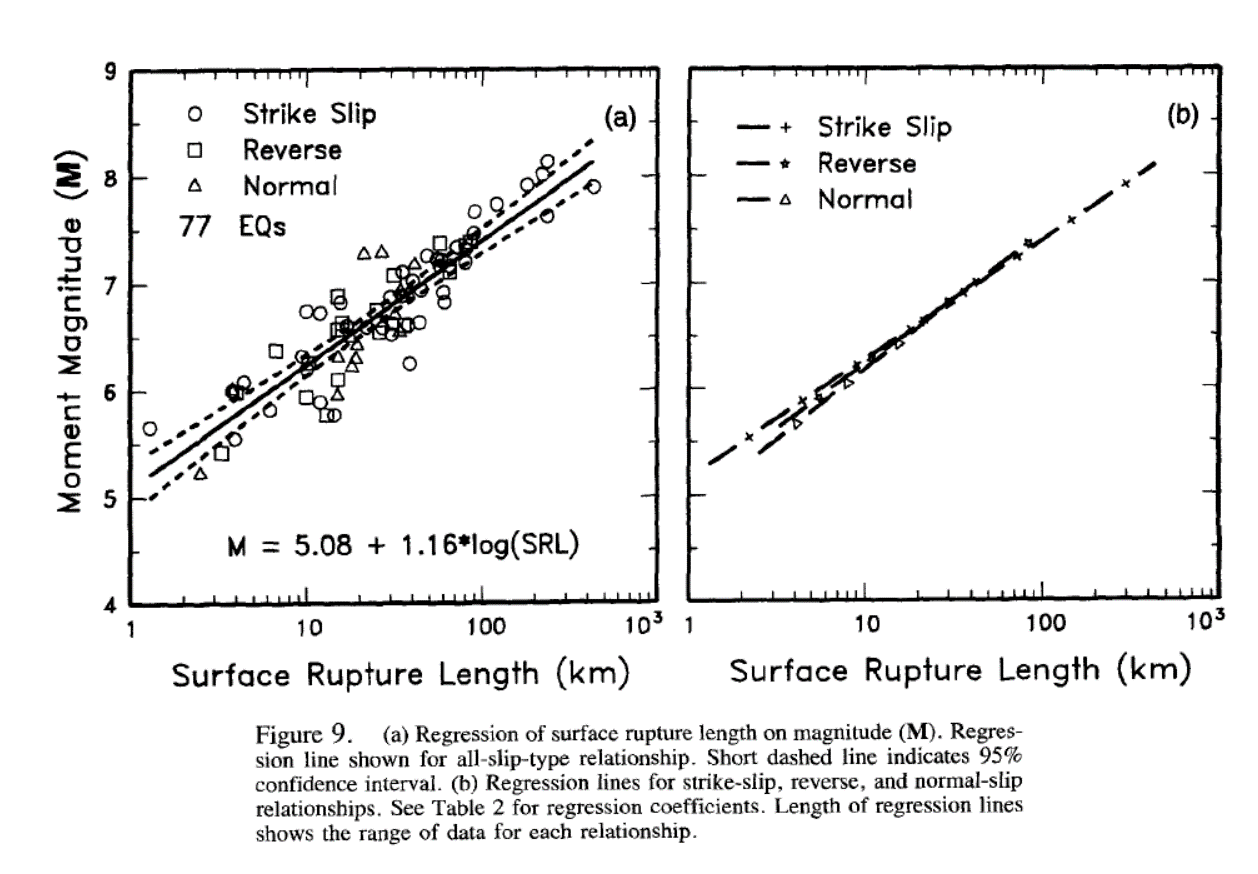 9
8
7
6
5
4
Moment Magnitude (M)
Strike Slip
Reverse
Normal
77 EQs
(a)
M = 5.08 + 1.16*log(SRL)
1 10 100 10³
Surface Rupture Length (km)
(b)
Strike Slip
Reverse
Normal
1 10 100 10³
Surface Rupture Length (km)
Figure 9. (a) Regression of surface rupture length on magnitude (M). Regres-
sion line shown for all-slip-type relationship. Short dashed line indicates 95%
confidence interval. (b) Regression lines for strike-slip, reverse, and normal-slip
relationships. See Table 2 for regression coefficients. Length of regression lines
shows the range of data for each relationship.